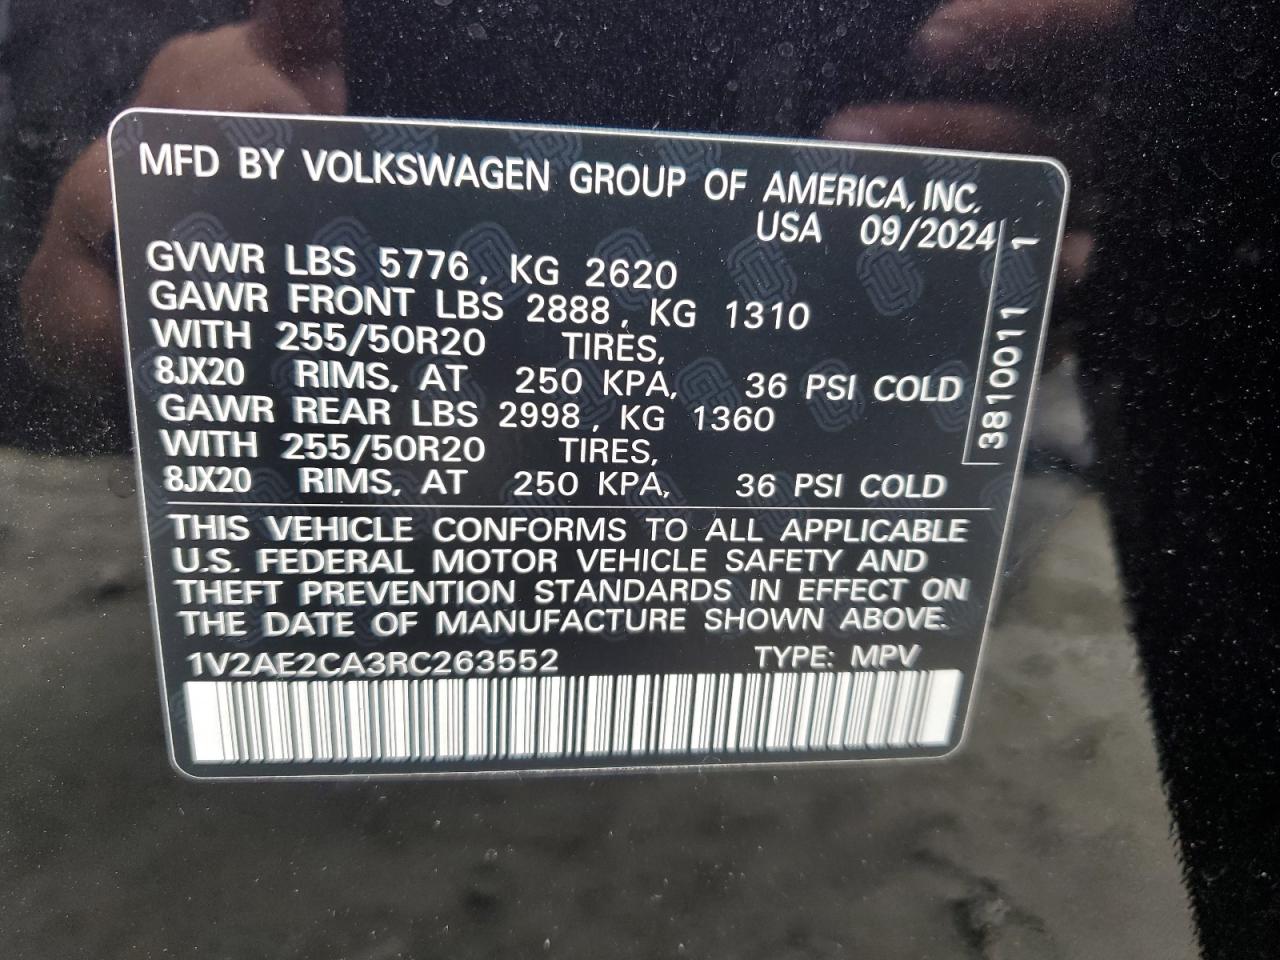 MFD BY VOLKSWAGEN GROUP OF AMERICA, INC.
USA 09/2024
GVWR LBS 5776, KG 2620
GAWR FRONT LBS 2888, KG 1310
WITH 255/50R20 TIRES,
8JX20 RIMS, AT 250 KPA, 36 PSI COLD
GAWR REAR LBS 2998, KG 1360
WITH 255/50R20 TIRES,
8JX20 RIMS, AT 250 KPA, 36 PSI COLD
3810011 1
THIS VEHICLE CONFORMS TO ALL APPLICABLE
U.S. FEDERAL MOTOR VEHICLE SAFETY AND
THEFT PREVENTION STANDARDS IN EFFECT ON
THE DATE OF MANUFACTURE SHOWN ABOVE.
1V2AE2CA3RC263552 TYPE: MPV